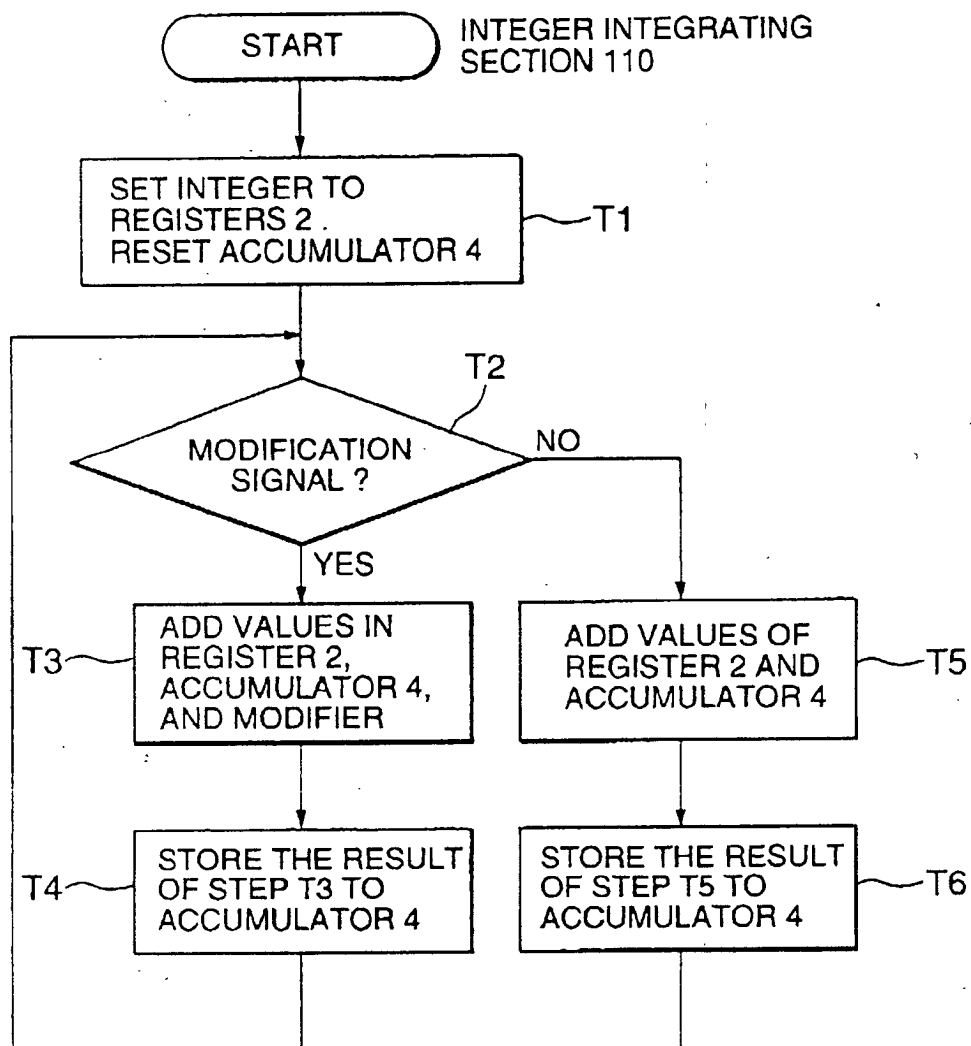 START
INTEGER INTEGRATING
SECTION 110
SET INTEGER TO
REGISTERS 2 .
RESET ACCUMULATOR 4
T1
T2
MODIFICATION
SIGNAL ?
NO
YES
T3
ADD VALUES IN
REGISTER 2,
ACCUMULATOR 4,
AND MODIFIER
ADD VALUES OF
REGISTER 2 AND
ACCUMULATOR 4
T5
T4
STORE THE RESULT
OF STEP T3 TO
ACCUMULATOR 4
STORE THE RESULT
OF STEP T5 TO
ACCUMULATOR 4
T6